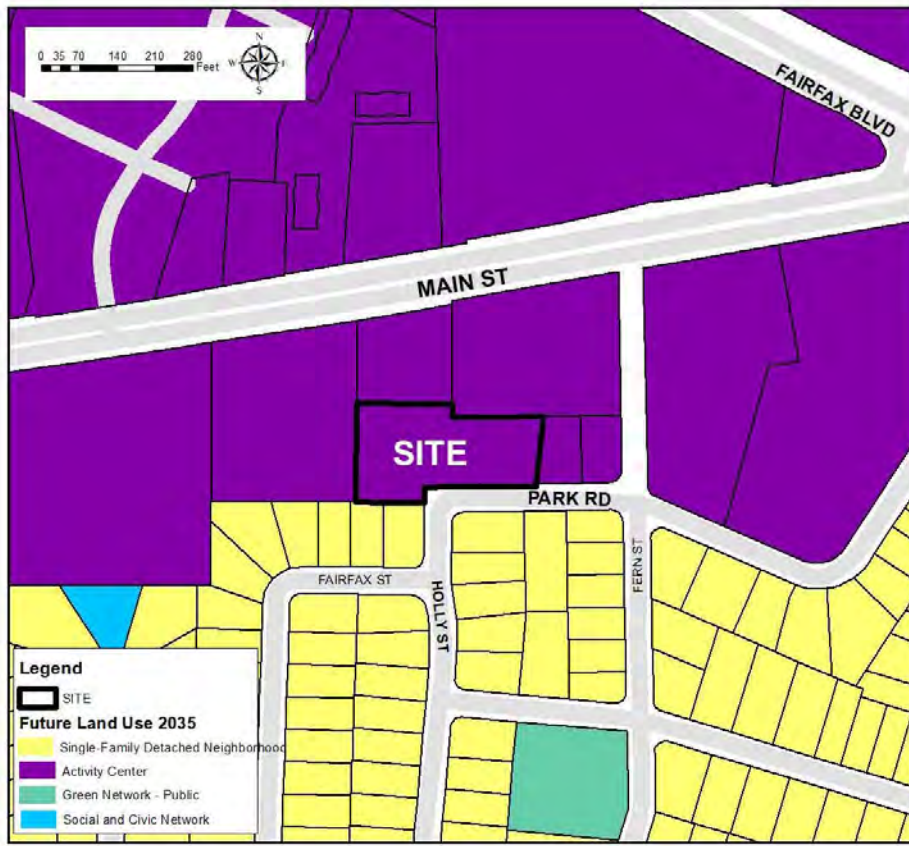 N
0 35 70 140 210 280
Feet
W E
S
FAIRFAX BLVD
MAIN ST
SITE
PARK RD
FAIRFAX ST
HOLLY ST
FERN ST
Legend
SITE
Future Land Use 2035
Single-Family Detached Neighborhood
Activity Center
Green Network - Public
Social and Civic Network